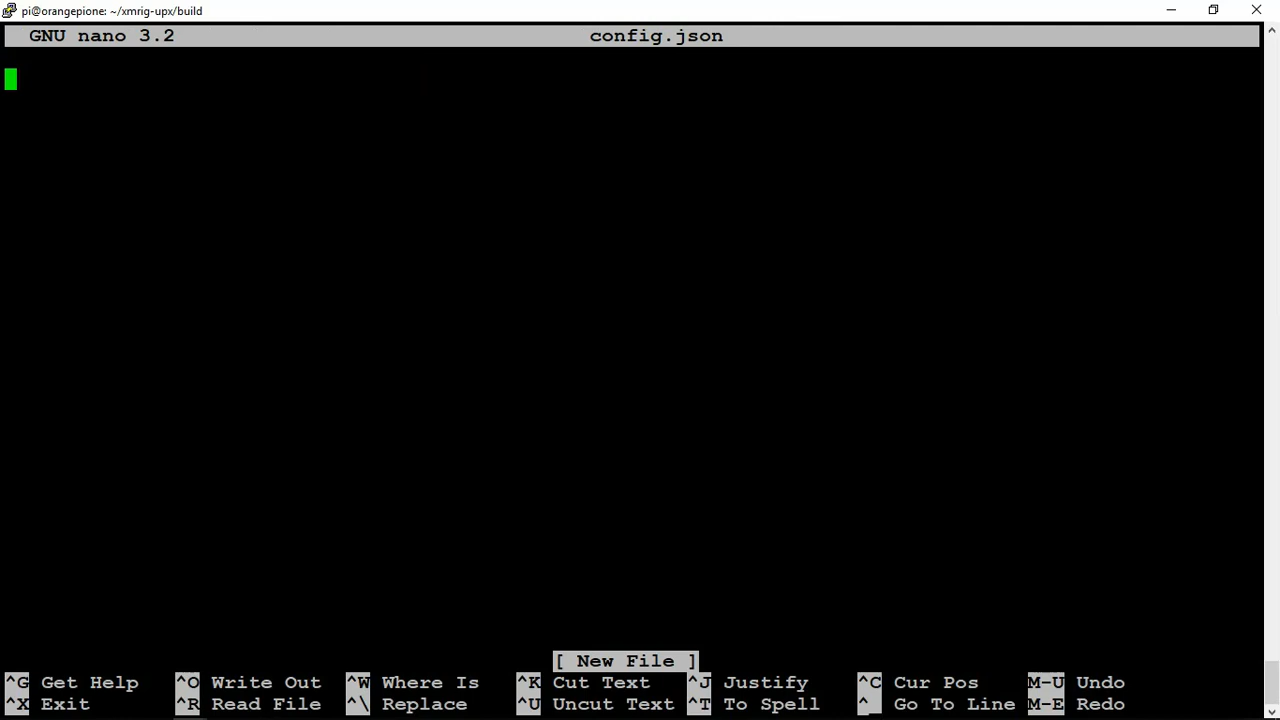 pi@orangepione: ~/xmrig-upx/build
GNU nano 3.2 config.json
[ New File ]
^G Get Help ^O Write Out ^W Where Is ^K Cut Text ^J Justify ^C Cur Pos M-U Undo
^X Exit ^R Read File ^\ Replace ^U Uncut Text ^T To Spell ^_ Go To Line M-E Redo